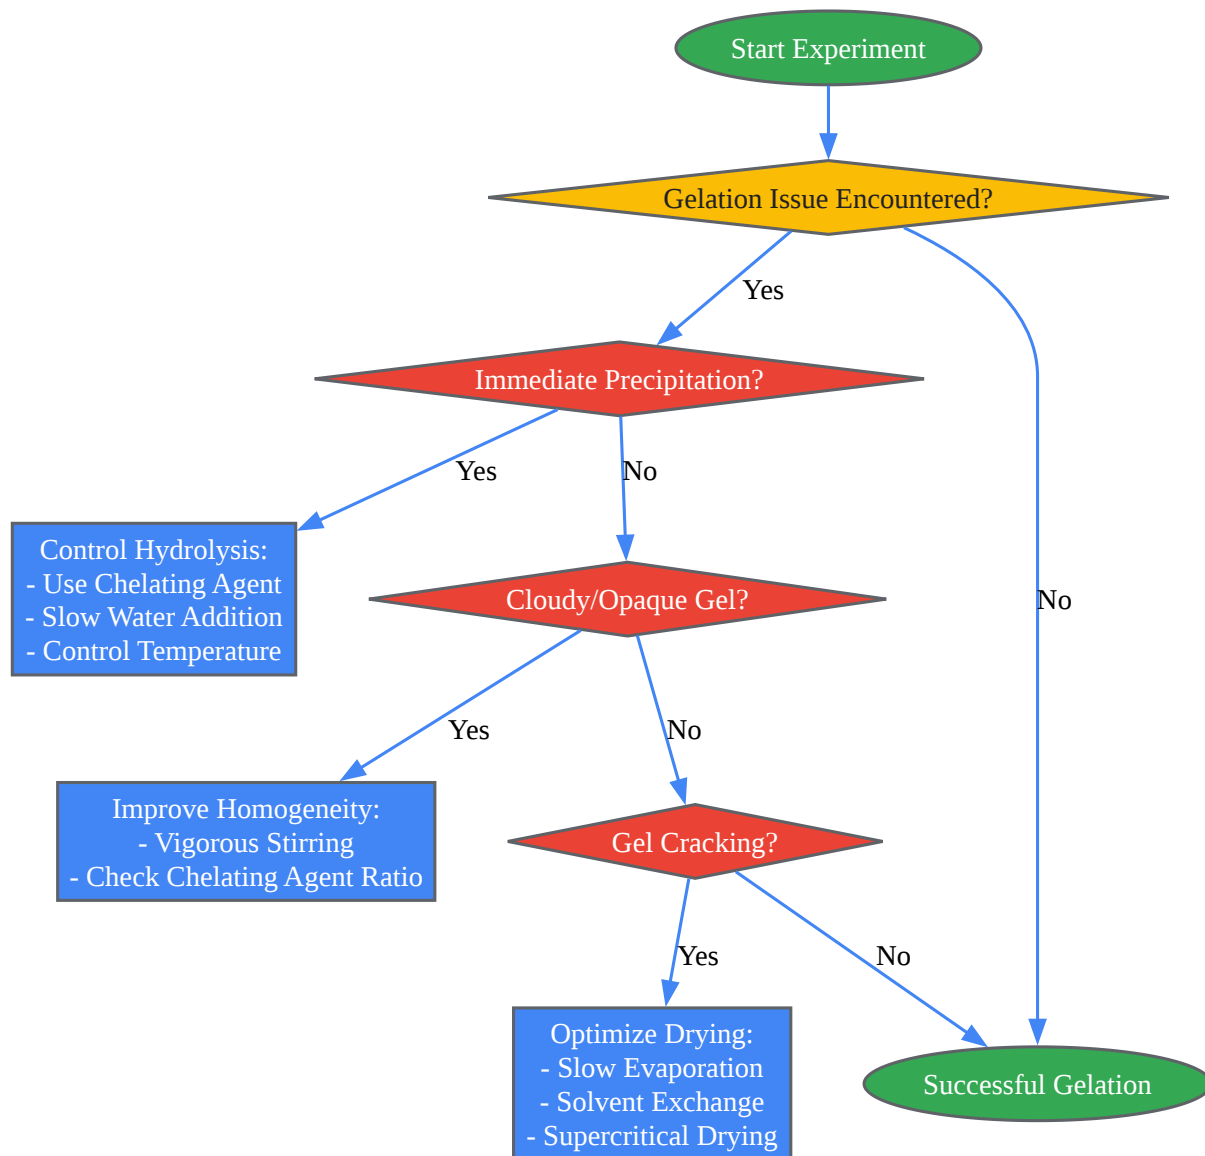 Start Experiment
Gelation Issue Encountered?
Yes
Immediate Precipitation?
Yes
No
Control Hydrolysis:
- Use Chelating Agent
- Slow Water Addition
- Control Temperature
Cloudy/Opaque Gel?
No
Yes
No
Improve Homogeneity:
- Vigorous Stirring
- Check Chelating Agent Ratio
Gel Cracking?
Yes
No
Optimize Drying:
- Slow Evaporation
- Solvent Exchange
- Supercritical Drying
Successful Gelation